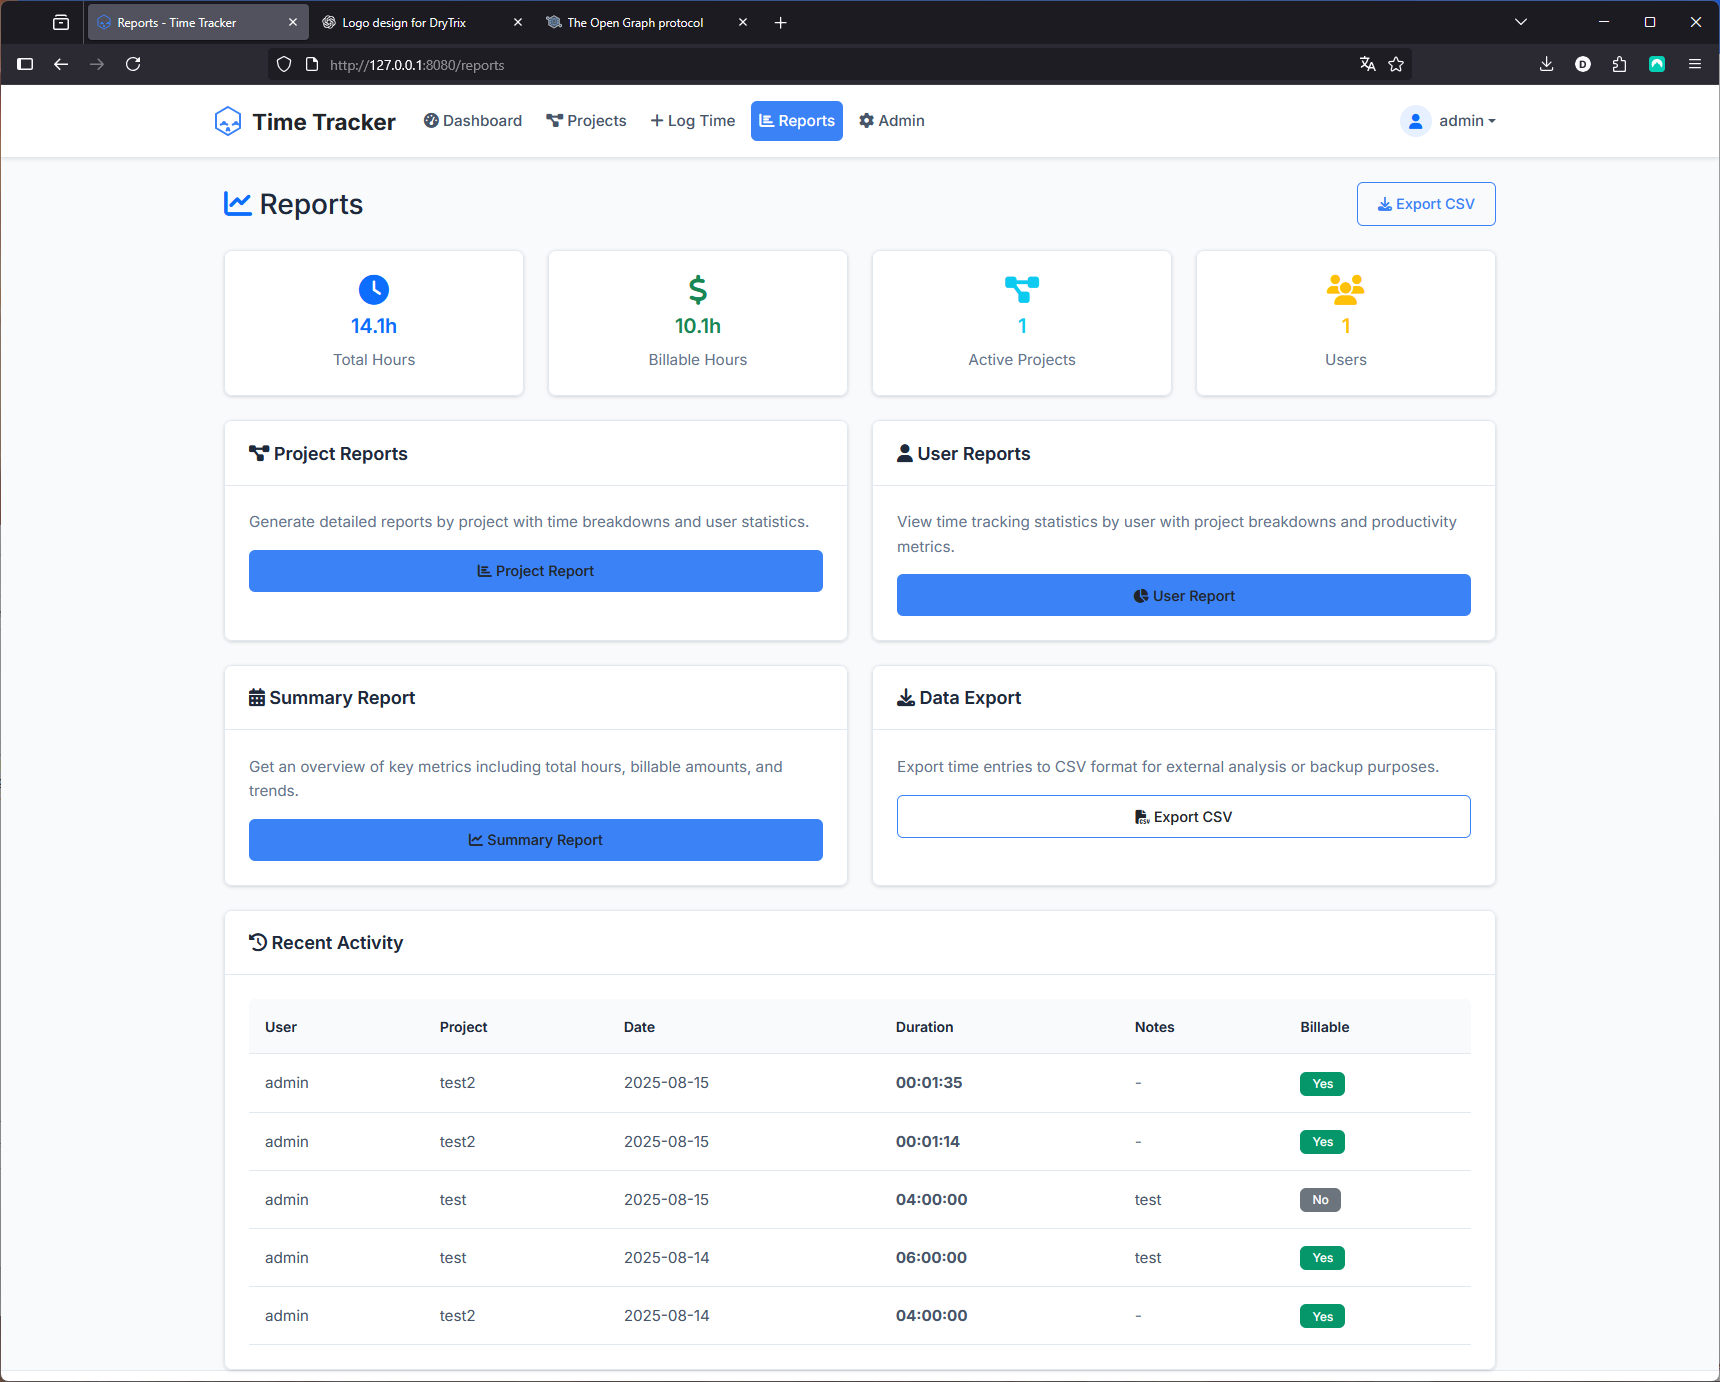 Reports - Time Tracker
Logo design for DryTrix
The Open Graph protocol
http://127.0.0.1:8080/reports
D
Time Tracker
Dashboard
Projects
Log Time
Reports
Admin
admin
Reports
Export CSV
14.1h
Total Hours
10.1h
Billable Hours
1
Active Projects
1
Users
Project Reports
Generate detailed reports by project with time breakdowns and user statistics.
Project Report
User Reports
View time tracking statistics by user with project breakdowns and productivity
metrics.
User Report
Summary Report
Get an overview of key metrics including total hours, billable amounts, and
trends.
Summary Report
Data Export
Export time entries to CSV format for external analysis or backup purposes.
Export CSV
Recent Activity
User Project Date Duration Notes Billable
admin test2 2025-08-15 00:01:35 - Yes
admin test2 2025-08-15 00:01:14 - Yes
admin test 2025-08-15 04:00:00 test No
admin test 2025-08-14 06:00:00 test Yes
admin test2 2025-08-14 04:00:00 - Yes